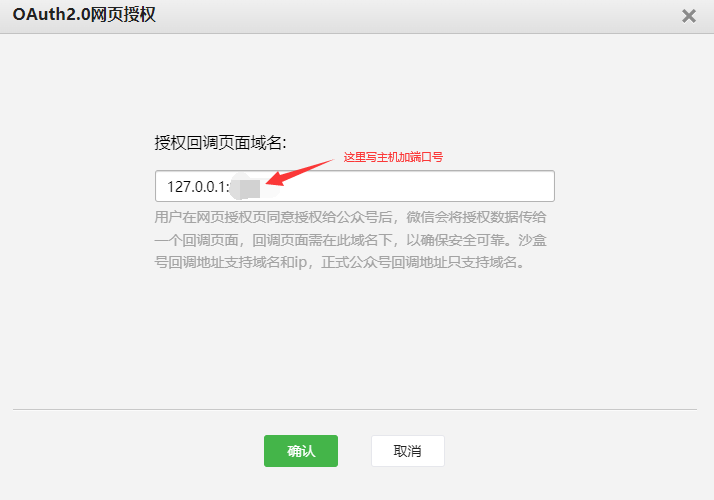 OAuth2.0网页授权
授权回调页面域名:
这里写主机加端口号
127.0.0.1:
用户在网页授权页同意授权给公众号后，微信会将授权数据传给
一个回调页面，回调页面需在此域名下，以确保安全可靠。沙盒
号回调地址支持域名和ip，正式公众号回调地址只支持域名。
确认
取消